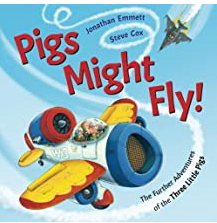 Jonathan Emmett
Steve Cox
Pigs
Might
Fly!
The Further Adventures
of the Three Little Pigs